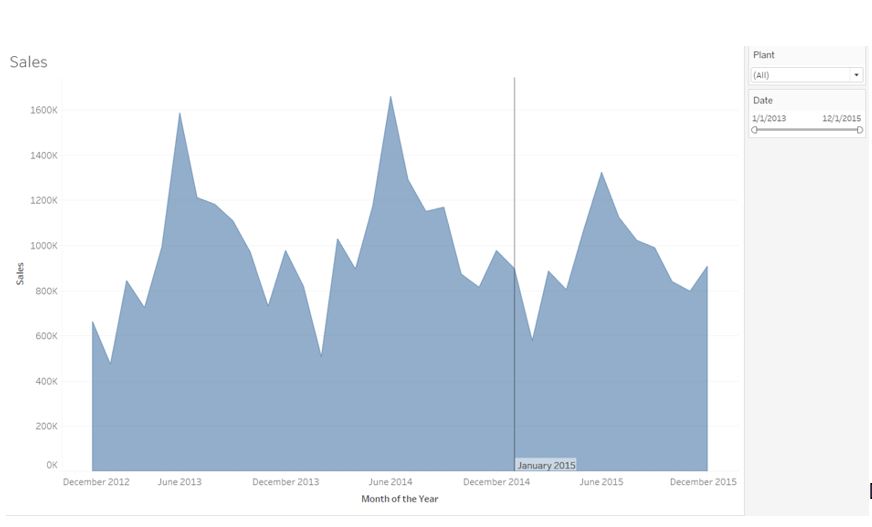 Sales
Plant
(All)
Date
1/1/2013 12/1/2015
1600K
1400K
1200K
1000K
800K
600K
400K
200K
0K
Sales
January 2015
December 2012 June 2013 December 2013 June 2014 December 2014 June 2015 December 2015
Month of the Year